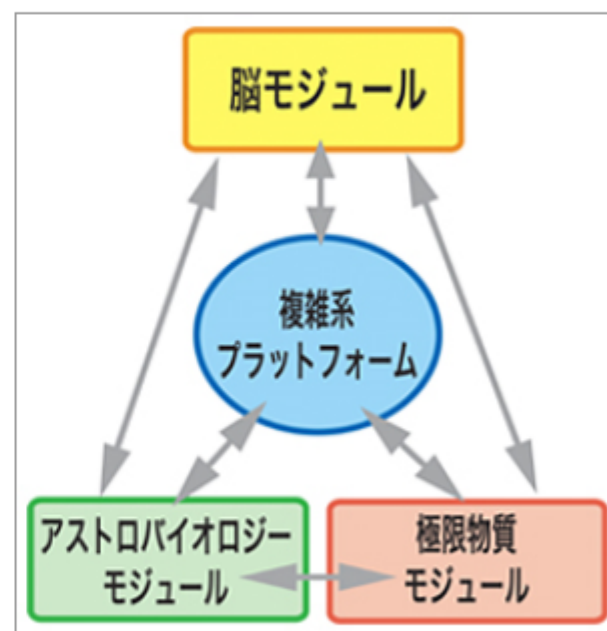 脳モジュール
複雑系
プラットフォーム
アストロバイオロジー
モジュール
極限物質
モジュール